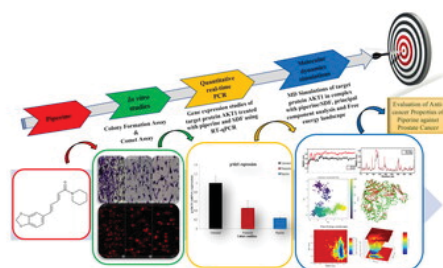 Piperine
In vitro
studies
Quantitative
real-time
PCR
Molecular
dynamics
simulations
Colony Formation Assay
&
Comet Assay
Gene expression studies of
target protein AKT1 treated
with piperine and SDF using
RT-qPCR
MD Simulations of target
protein AKT1 in complex
with piperine/SDF, principal
component analysis and Free
energy landscape
Evaluation of Anti
cancer Properties of
Piperine against
Prostate Cancer